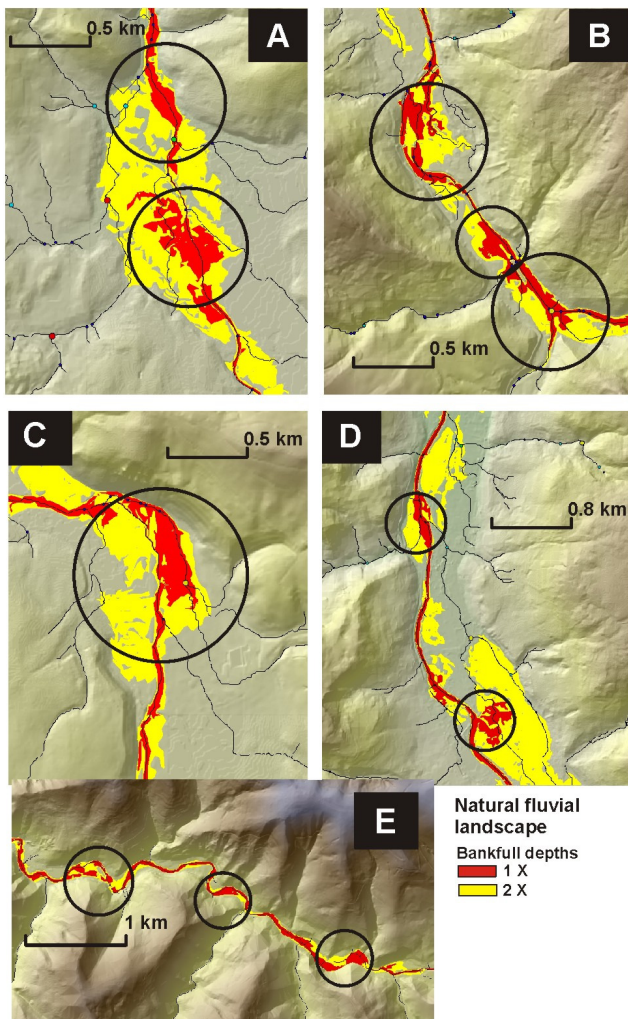 0.5 km
A
B
0.5 km
C
0.5 km
D
0.8 km
E
1 km
Natural fluvial
landscape
Bankfull depths
1 X
2 X